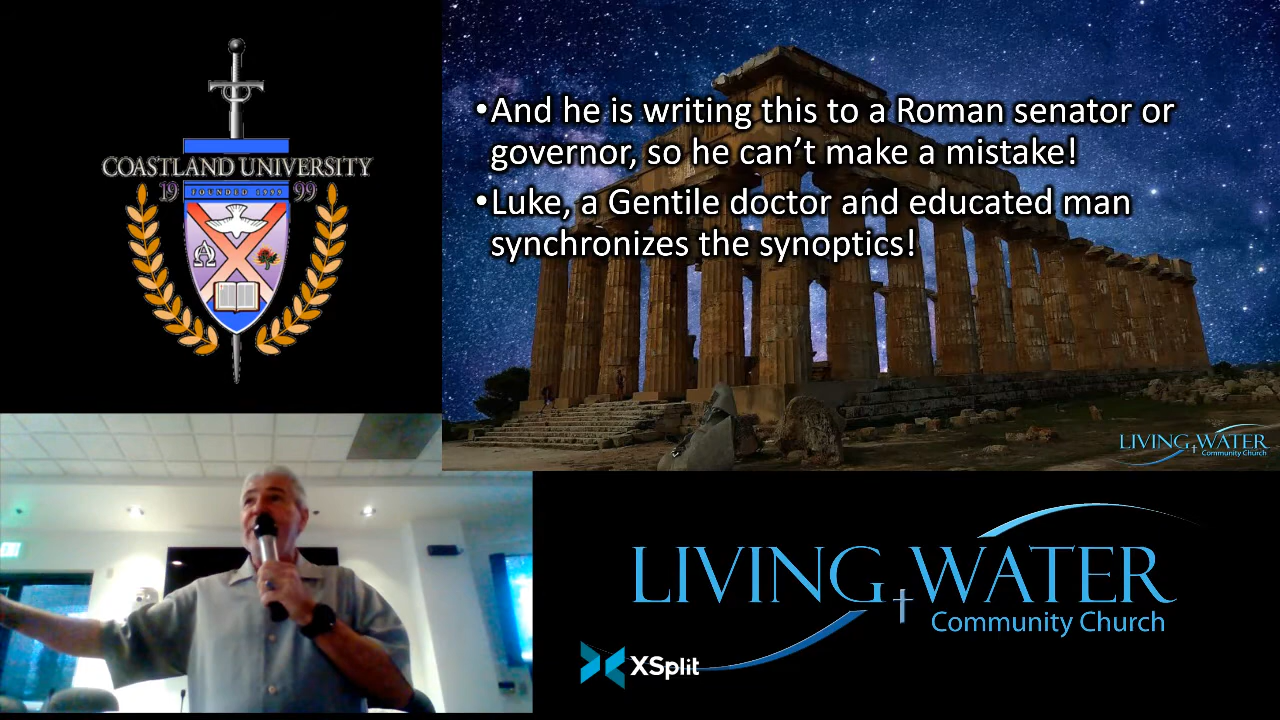 COASTLAND UNIVERSITY
19 FOUNDED 1999 99
•And he is writing this to a Roman senator or
governor, so he can’t make a mistake!
•Luke, a Gentile doctor and educated man
synchronizes the synoptics!
LIVING WATER
Community Church
LIVING WATER
Community Church
XSplit